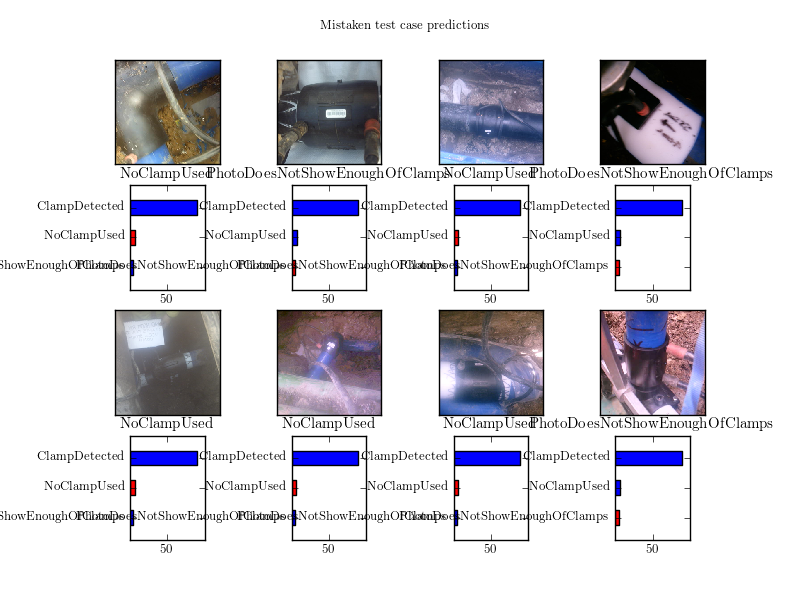 Mistaken test case predictions
NoClampUsed
PhotoDoesNotShowEnoughOfClamps
NoClampUsed
PhotoDoesNotShowEnoughOfClamps
ClampDetected
NoClampUsed
ShowEnoughOfClamps
50
ClampDetected
NoClampUsed
PhotoDoesNotShowEnoughOfClamps
50
ClampDetected
NoClampUsed
PhotoDoesNotShowEnoughOfClamps
50
ClampDetected
NoClampUsed
PhotoDoesNotShowEnoughOfClamps
50
NoClampUsed
NoClampUsed
NoClampUsed
PhotoDoesNotShowEnoughOfClamps
ClampDetected
NoClampUsed
ShowEnoughOfClamps
50
ClampDetected
NoClampUsed
PhotoDoesNotShowEnoughOfClamps
50
ClampDetected
NoClampUsed
PhotoDoesNotShowEnoughOfClamps
50
ClampDetected
NoClampUsed
PhotoDoesNotShowEnoughOfClamps
50